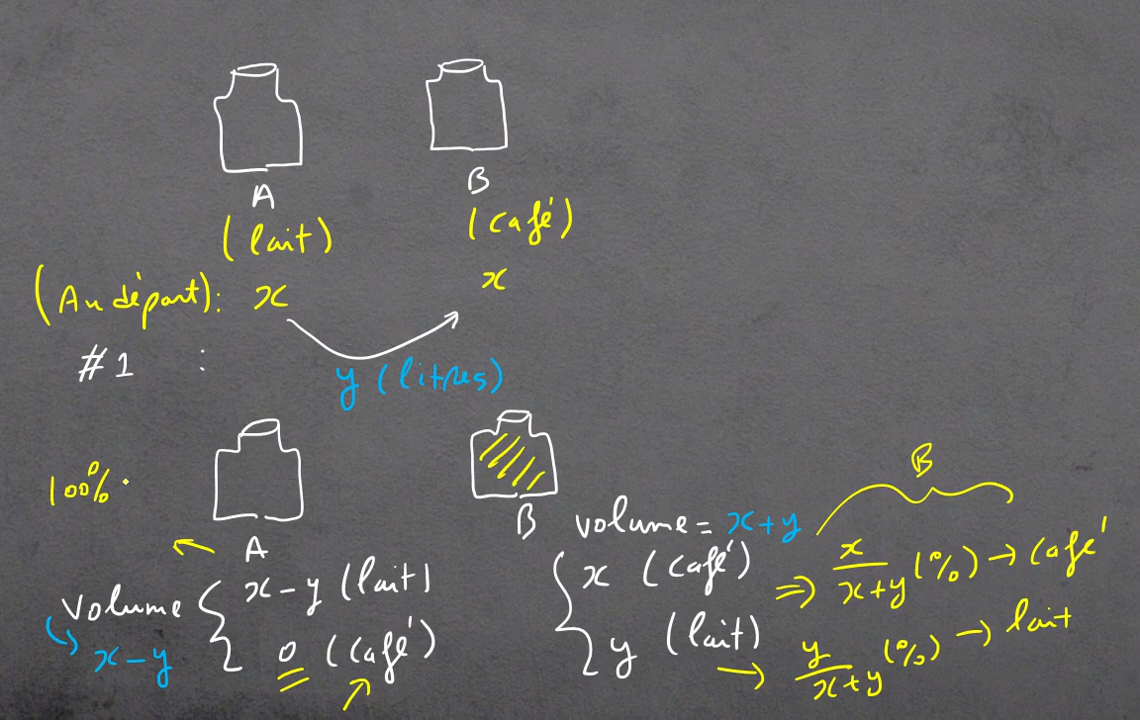 A B
(lait) (café)
(Au départ): x x
#1 :
y (litres)
100%
B
B volume = x+y
A
volume { x-y (lait)
0 (café)
↳ x-y
{ x (café) ⇒ x/(x+y) (%) → café
y (lait) → y/(x+y) (%) → lait